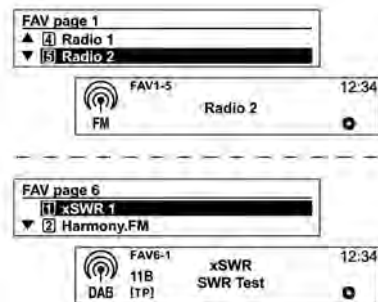 FAV page 1
▲ 4 Radio 1
▼ 5 Radio 2
FAV1-5 12:34
Radio 2
FM
FAV page 6
1 xSWR 1
▼ 2 Harmony.FM
FAV6-1 12:34
11B xSWR
DAB [TP] SWR Test